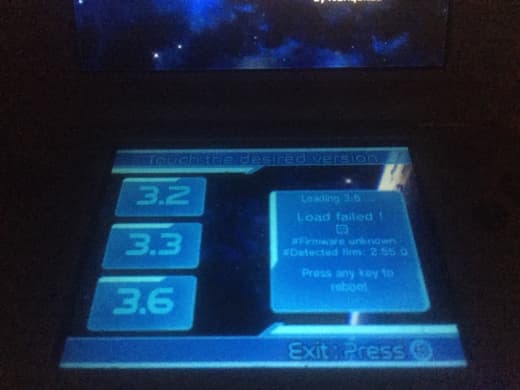 Touch the desired version
3.2
3.3
3.6
Loading 3.6 ...
Load failed !
#Firmware unknown
#Detected firm: 2.55.0
Press any key to
reboot
Exit : Press